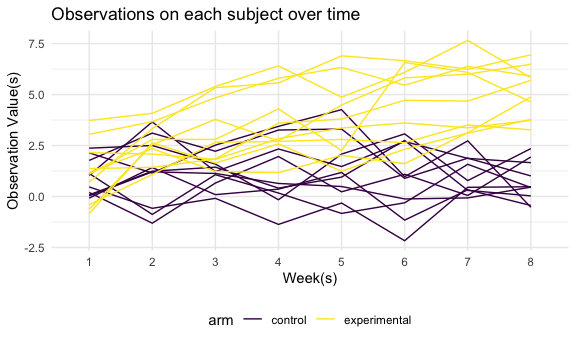 Observations on each subject over time
Observation Value(s)
7.5
5.0
2.5
0.0
-2.5
1 2 3 4 5 6 7 8
Week(s)
arm control experimental